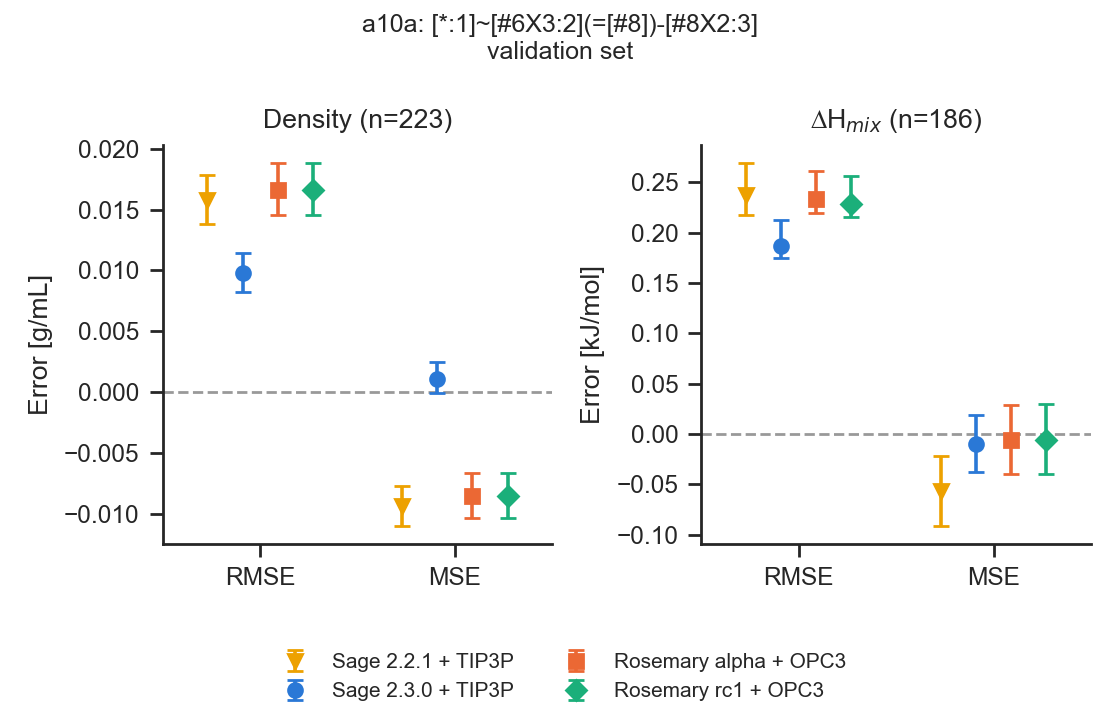 a10a: [*:1]~[#6X3:2](=[#8])-[#8X2:3]
validation set
Density (n=223)
Error [g/mL]
0.020
0.015
0.010
0.005
0.000
−0.005
−0.010
RMSE
MSE
ΔHmix (n=186)
Error [kJ/mol]
0.25
0.20
0.15
0.10
0.05
0.00
−0.05
−0.10
RMSE
MSE
Sage 2.2.1 + TIP3P
Sage 2.3.0 + TIP3P
Rosemary alpha + OPC3
Rosemary rc1 + OPC3